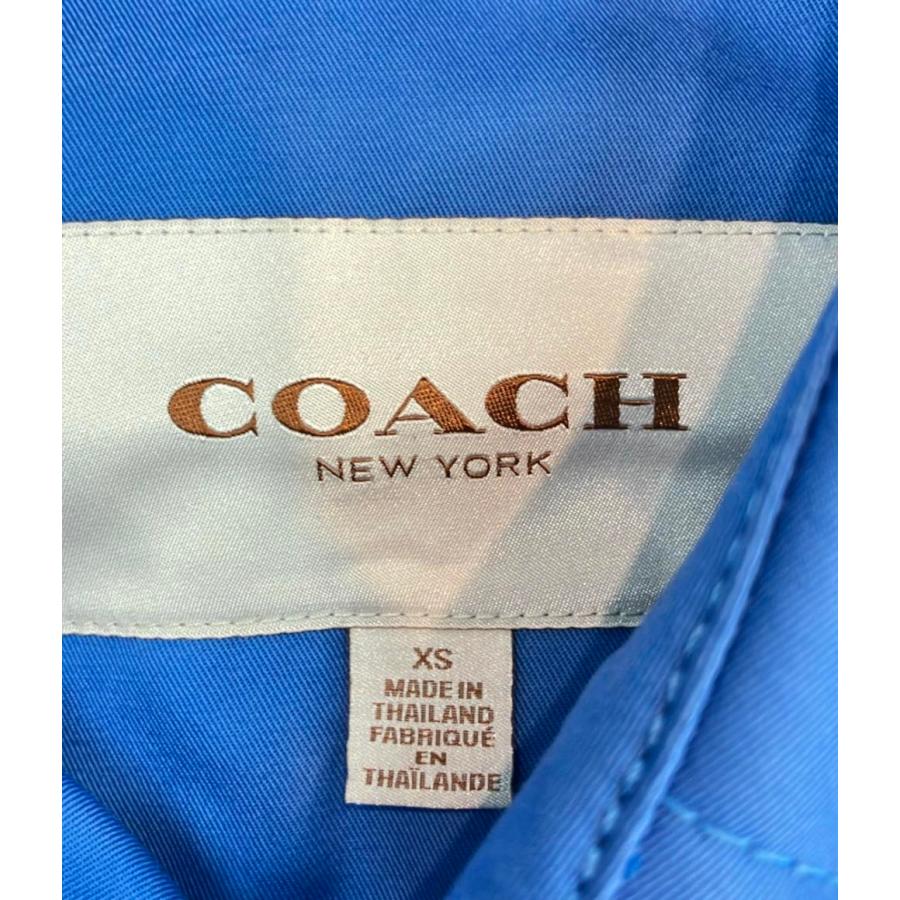 COACH
NEW YORK
XS
MADE IN
THAILAND
FABRIQUÉ
EN
THAÏLANDE